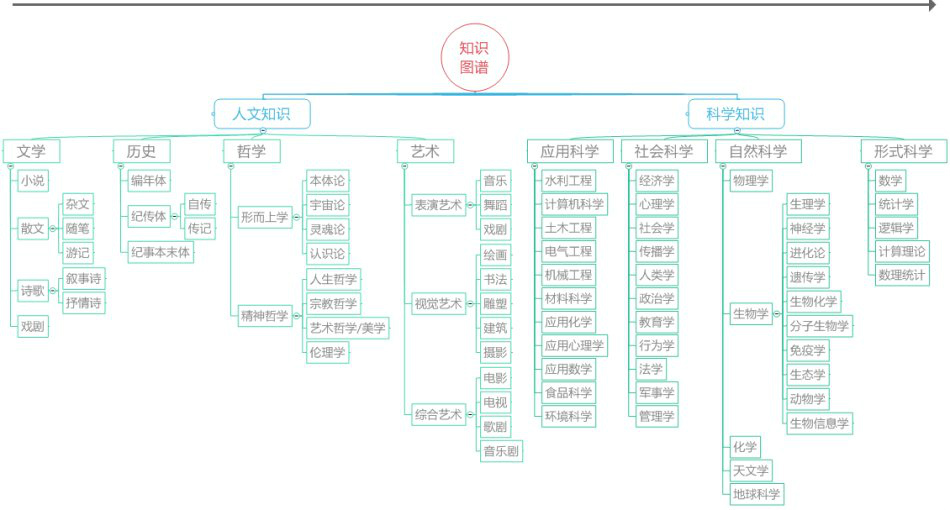 知识
图谱
人文知识
科学知识
文学
小说
散文
杂文
随笔
游记
诗歌
叙事诗
抒情诗
戏剧
历史
编年体
纪传体
自传
传记
纪事本末体
哲学
形而上学
本体论
宇宙论
灵魂论
认识论
精神哲学
人生哲学
宗教哲学
艺术哲学/美学
伦理学
艺术
表演艺术
音乐
舞蹈
戏剧
视觉艺术
绘画
书法
雕塑
建筑
摄影
综合艺术
电影
电视
歌剧
音乐剧
应用科学
水利工程
计算机科学
土木工程
电气工程
机械工程
材料科学
应用化学
应用心理学
应用数学
食品科学
环境科学
社会科学
经济学
心理学
社会学
传播学
人类学
政治学
教育学
行为学
法学
军事学
管理学
自然科学
物理学
生物学
生理学
神经学
进化论
遗传学
生物化学
分子生物学
免疫学
生态学
动物学
生物信息学
化学
天文学
地球科学
形式科学
数学
统计学
逻辑学
计算理论
数理统计